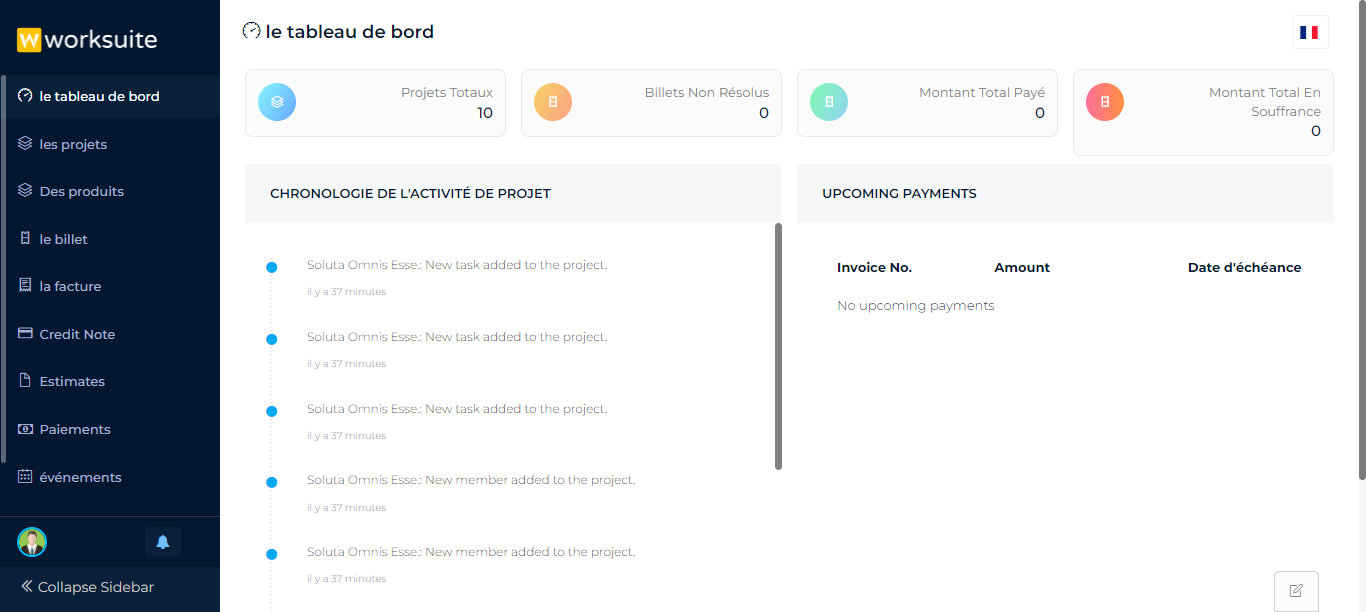 worksuite
le tableau de bord
les projets
Des produits
le billet
la facture
Credit Note
Estimates
Paiements
événements
Collapse Sidebar
le tableau de bord
Projets Totaux
10
Billets Non Résolus
0
Montant Total Payé
0
Montant Total En
Souffrance
0
CHRONOLOGIE DE L'ACTIVITÉ DE PROJET
Soluta Omnis Esse.: New task added to the project.
il y a 37 minutes
Soluta Omnis Esse.: New task added to the project.
il y a 37 minutes
Soluta Omnis Esse.: New task added to the project.
il y a 37 minutes
Soluta Omnis Esse.: New member added to the project.
il y a 37 minutes
Soluta Omnis Esse.: New member added to the project.
il y a 37 minutes
UPCOMING PAYMENTS
Invoice No. Amount Date d'échéance
No upcoming payments